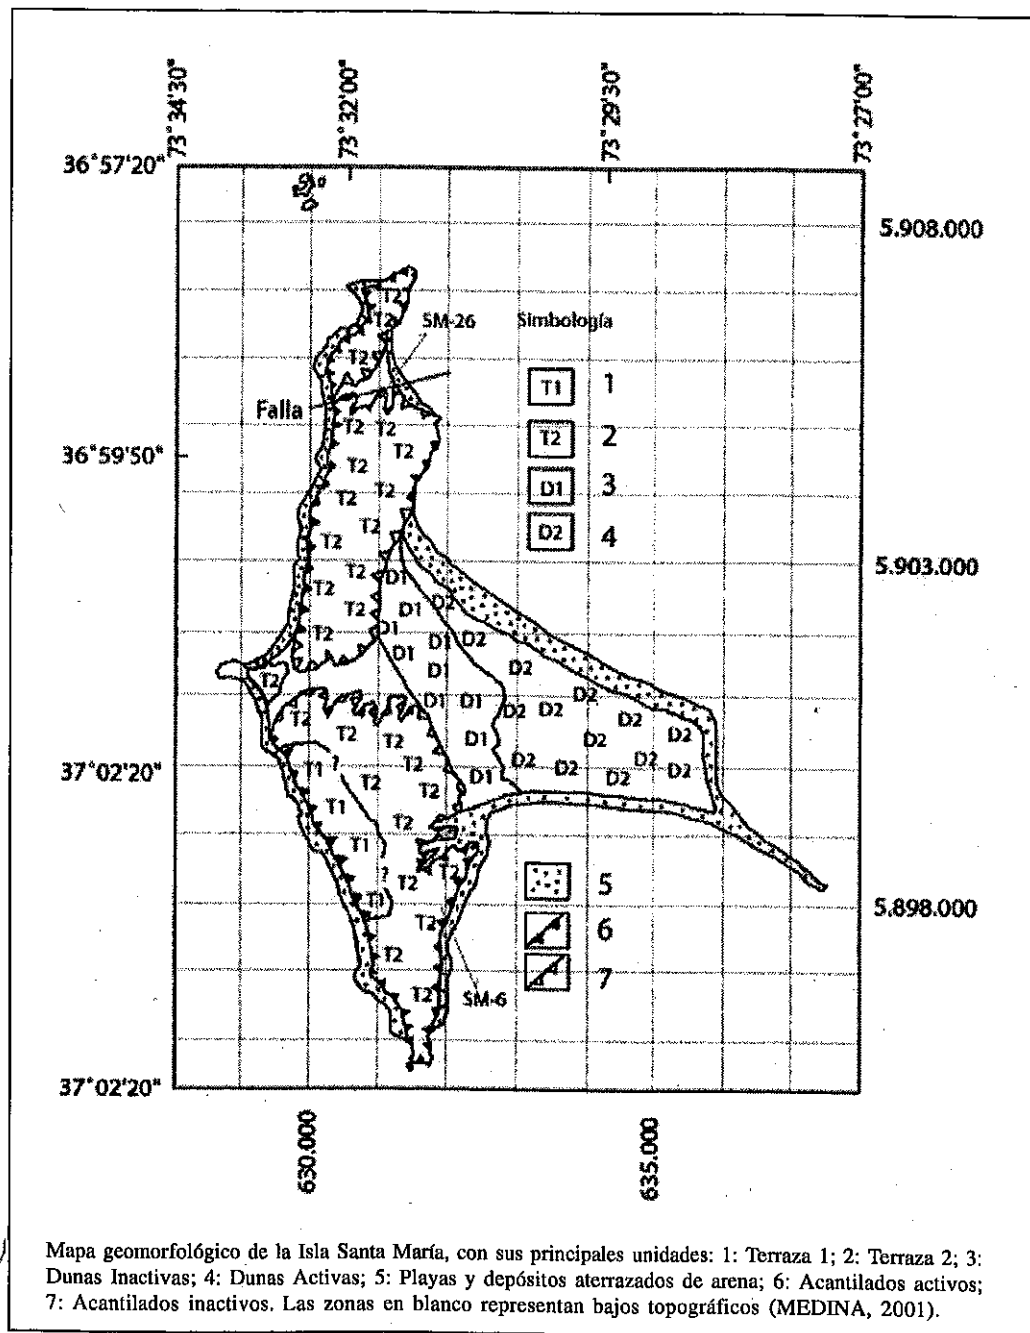 73°34'30"
73°32'00"
73°29'30"
73°27'00"
36°57'20"
5.908.000
T2
T2
SM-26 Simbología
T2
T1 1
Falla
T2 T2
T2 2
T2
36°59'50"
T2
T2 T2
D1 3
T2
D2 4
T2
T2 D1
5.903.000
T2
T2 D1 D2
T2 D1 D1 D2
D1
T2 D1 D2
T2 D1 D1 D2
T2 D2 D2 D2
T2 T2 D1 D2 D2
37°02'20"
T1 ? T2 D2 D2 D2
T2 T2 D1 D2 D2
T1
T2
T1
T2
? T2
5
T1
5.898.000
T2
6
T2
7
T2 SM-6
37°02'20"
630.000
635.000
Mapa geomorfológico de la Isla Santa María, con sus principales unidades: 1: Terraza 1; 2: Terraza 2; 3:
Dunas Inactivas; 4: Dunas Activas; 5: Playas y depósitos aterrazados de arena; 6: Acantilados activos;
7: Acantilados inactivos. Las zonas en blanco representan bajos topográficos (MEDINA, 2001).